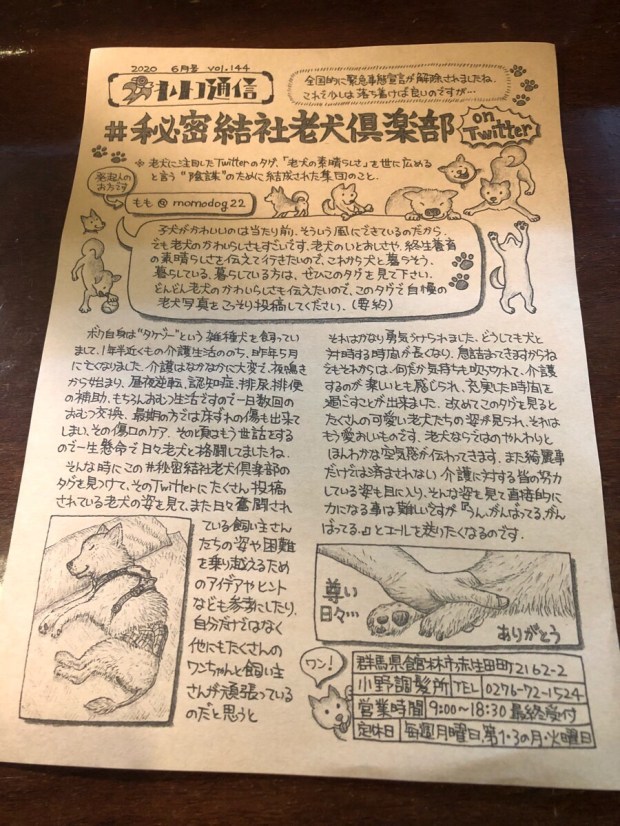 2020 6月号 vol.144
通信
全国的に緊急事態宣言が解除されましたね。
これで少しは落ち着けば良いのですが…
#秘密結社老犬倶楽部
on Twitter
※ 老犬に注目したTwitterのタグ、「老犬の素晴らしさ」を世に広める
と言う"陰謀"のために結成された集団のこと。
発起人の
お方です
もも@momodog22
子犬がかわいいのは当たり前、そういう風にできているのだから。
でも老犬のかわいらしさもすごいです。老犬のいとおしさや、終生養育
の素晴らしさを伝えて行きたいので、これから犬と暮らそう、
暮らしている、暮らしている方は、ぜひこのタグを見て下さい。
どんどん老犬のかわいらしさも伝えたいので、このタグで自慢の
老犬写真をこっそり投稿してください。(要約)
ボク自身は"タケゾー"という雑種犬を飼ってい
まして、1年半近くもの介護生活ののち、昨年5月
に亡くなりました。介護はなかなかに大変で、夜鳴き
から始まり、昼夜逆転、認知症、排尿、排便
の補助、もちろんおむつ生活ですので一日数回の
おむつ交換、最期の方では床ずれの傷も出来て
しまい、その傷口のケア。その頃はもう世話をする
ので一生懸命で日々老犬と格闘してましたね。
そんな時にこの#秘密結社老犬倶楽部の
タグを見つけて、そのTwitterにたくさん投稿
されている老犬の姿を見て、また日々奮闘され
ている飼い主さん
たちの姿や困難
を乗り越えるため
のアイデアやヒント
なども参考にしたり、
自分だけではなく
他にもたくさんの
ワンちゃんと飼い主
さんが頑張っている
のだと思うと
それはかなり勇気づけられました。どうしても犬と
対峙する時間が長くなり、息詰まってきますからね
でもそれからは、何だか気持ちも吹っ切れて、介護
するのが楽しいとも感じられ、充実した時間を
過ごすことが出来ました。改めてこのタグを見ると
たくさんの可愛い老犬たちの姿が見られ、それは
もう愛おしいものです。老犬ならではのやんわりと
ほんわかな空気感が伝わってきます。また綺麗事
だけでは済まされない介護に対する皆の努力
している姿も目に入り、そんな姿を見て直接的に
力になる事は難しいですが『うん、がんばってる、がん
ばってる。』とエールを送りたくなるのです。
尊い
日々…
ありがとう
ワン!
群馬県館林市赤生田町2162-2
小野調髪所 TEL 0276-72-1524
営業時間 9:00〜18:30 最終受付
定休日 毎週月曜日、第1・3の月・火曜日